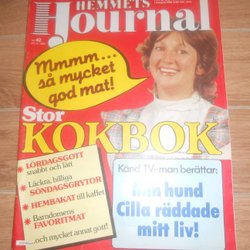 HEMMETS
Journal
Mmmm...
så mycket
god mat!
Stor
KOKBOK
LÖRDAGSGOTT
snabbt och lätt
Läckra, billiga
SÖNDAGSGRYTOR
HEMBAKAT till kaffet
Barndomens
FAVORITMAT
...och mycket annat gott!
Känd TV-man berättar:
Min hund
Cilla räddade
mitt liv!